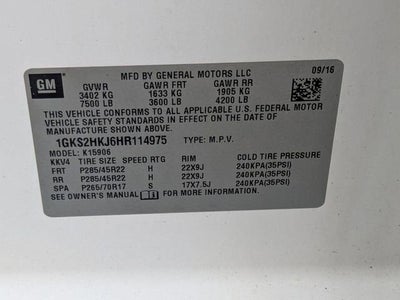 GM
MFD BY GENERAL MOTORS LLC 09/16
GVWR GAWR FRT GAWR RR
3402 KG 1633 KG 1905 KG
7500 LB 3600 LB 4200 LB
THIS VEHICLE CONFORMS TO ALL APPLICABLE U.S. FEDERAL MOTOR
VEHICLE SAFETY STANDARDS IN EFFECT ON THE DATE OF
MANUFACTURE SHOWN ABOVE.
1GKS2HKJ6HR114975 TYPE: M.P.V.
MODEL: K15906
KKV4 TIRE SIZE SPEED RTG RIM COLD TIRE PRESSURE
FRT P285/45R22 H 22X9J 240KPA(35PSI)
RR P285/45R22 H 22X9J 240KPA(35PSI)
SPA P265/70R17 S 17X7.5J 240KPA(35PSI)
SEE OWNER'S MANUAL FOR MORE INFORMATION.